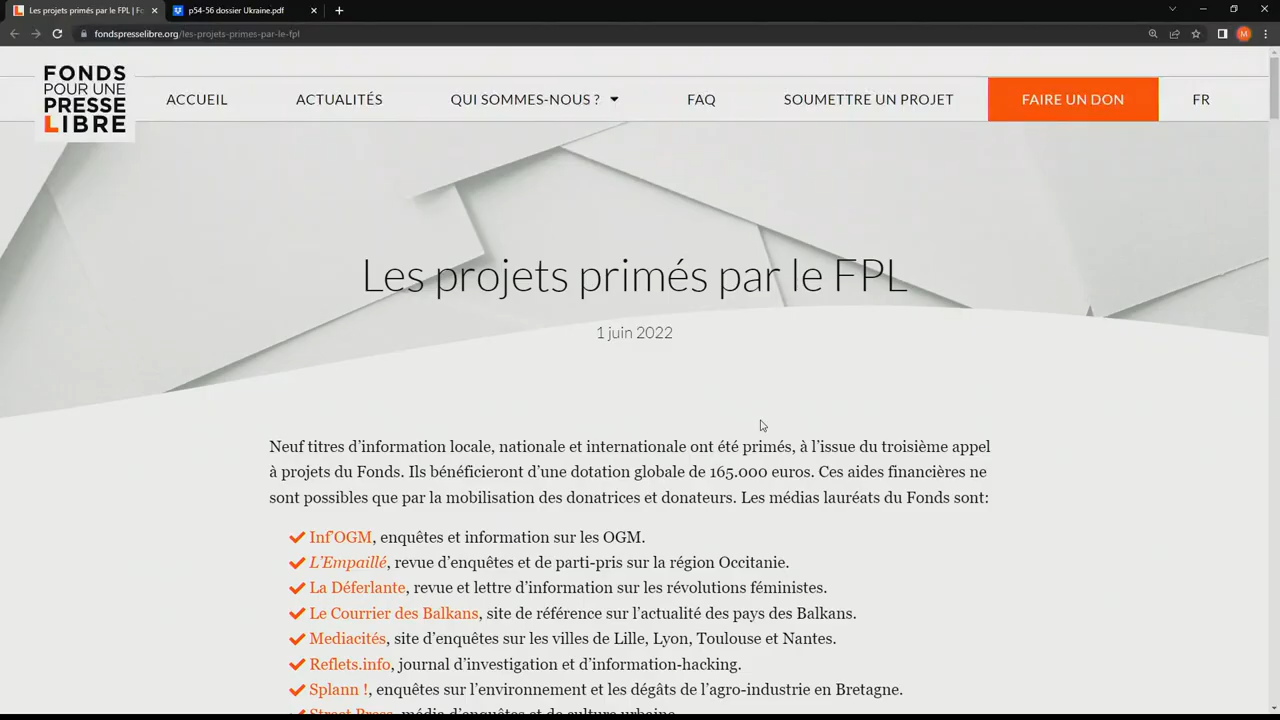 Les projets primés par le FPL | Fo
p54-56 dossier Ukraine.pdf
fondspresselibre.org/les-projets-primes-par-le-fpl
M
FONDS
POUR UNE
PRESSE
LIBRE
ACCUEIL
ACTUALITÉS
QUI SOMMES-NOUS ?
FAQ
SOUMETTRE UN PROJET
FAIRE UN DON
FR
Les projets primés par le FPL
1 juin 2022
Neuf titres d’information locale, nationale et internationale ont été primés, à l’issue du troisième appel
à projets du Fonds. Ils bénéficieront d’une dotation globale de 165.000 euros. Ces aides financières ne
sont possibles que par la mobilisation des donatrices et donateurs. Les médias lauréats du Fonds sont:
Inf’OGM, enquêtes et information sur les OGM.
L’Empaillé, revue d’enquêtes et de parti-pris sur la région Occitanie.
La Déferlante, revue et lettre d’information sur les révolutions féministes.
Le Courrier des Balkans, site de référence sur l’actualité des pays des Balkans.
Mediacités, site d’enquêtes sur les villes de Lille, Lyon, Toulouse et Nantes.
Reflets.info, journal d’investigation et d’information-hacking.
Splann !, enquêtes sur l’environnement et les dégâts de l’agro-industrie en Bretagne.
Street Press, média d’enquêtes et de culture urbaine.